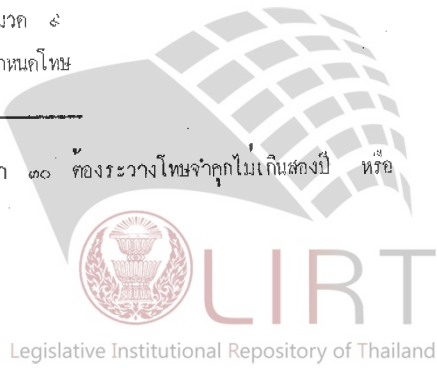 มวด ๙
าหนดโทษ
า ๓๐ ต้องระวางโทษจำคุกไม่เกินสองปี หรือ
LIRT
Legislative Institutional Repository of Thailand